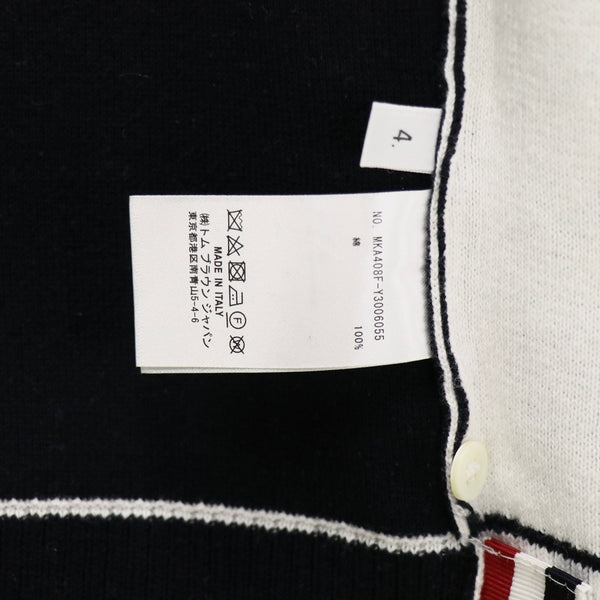 4.
NO. MKA408F-Y3006055
綿 100%
MADE IN ITALY
(株)トム ブラウン ジャパン
東京都港区南青山5-4-6